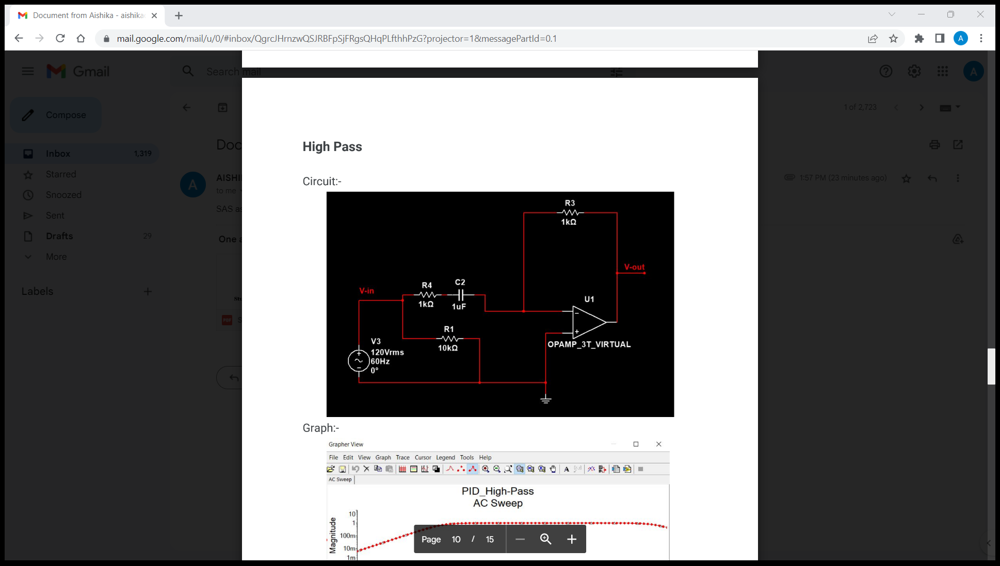 Document from Aishika - aishika
mail.google.com/mail/u/0/#inbox/QgrcJHrnzwQSJRBFpSjFRgsQHqPLfthhPzG?projector=1&messagePartId=0.1
A
Gmail
Search mail
A
Compose
1 of 2,723
Inbox 1,319
Doc
Starred
Snoozed
Sent
Drafts 29
More
Labels
A
AISHI
to me
SAS as
1:57 PM (23 minutes ago)
One a
PDF S
High Pass
Circuit:-
R3
1kΩ
V-out
V-in
R4
1kΩ
C2
1uF
U1
R1
10kΩ
OPAMP_3T_VIRTUAL
V3
120Vrms
60Hz
0°
Graph:-
Grapher View
File Edit View Graph Trace Cursor Legend Tools Help
AC Sweep
PID_High-Pass
AC Sweep
Magnitude
10
1
100m
10m
1m
Page 10 / 15